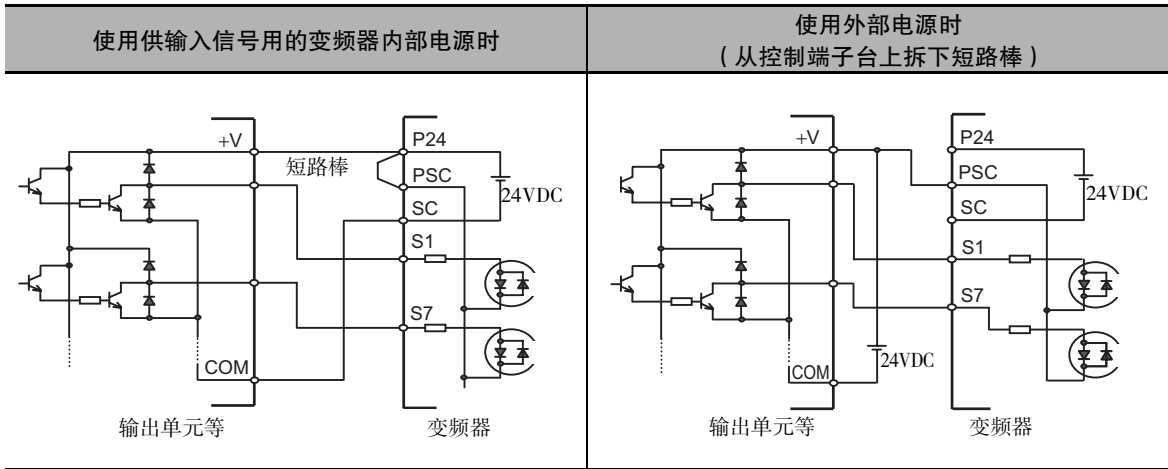 使用供输入信号用的变频器内部电源时
使用外部电源时
(从控制端子台上拆下短路棒)
+V
短路棒
P24
PSC
SC
24VDC
S1
S7
COM
输出单元等
变频器
+V
P24
PSC
SC
24VDC
S1
S7
24VDC
COM
输出单元等
变频器